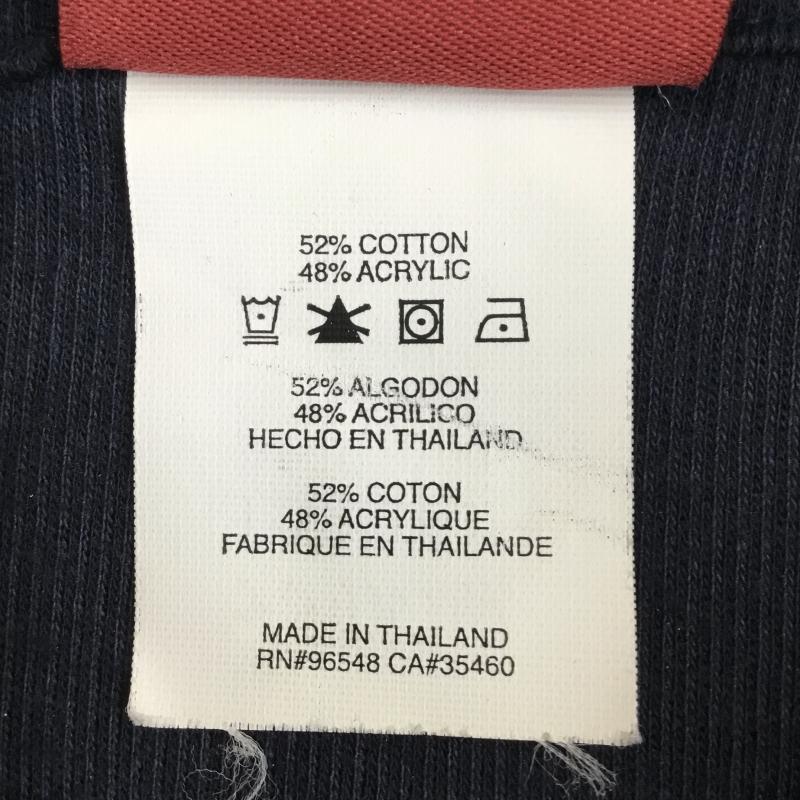 52% COTTON
48% ACRYLIC
52% ALGODON
48% ACRILICO
HECHO EN THAILAND
52% COTON
48% ACRYLIQUE
FABRIQUE EN THAILANDE
MADE IN THAILAND
RN#96548 CA#35460